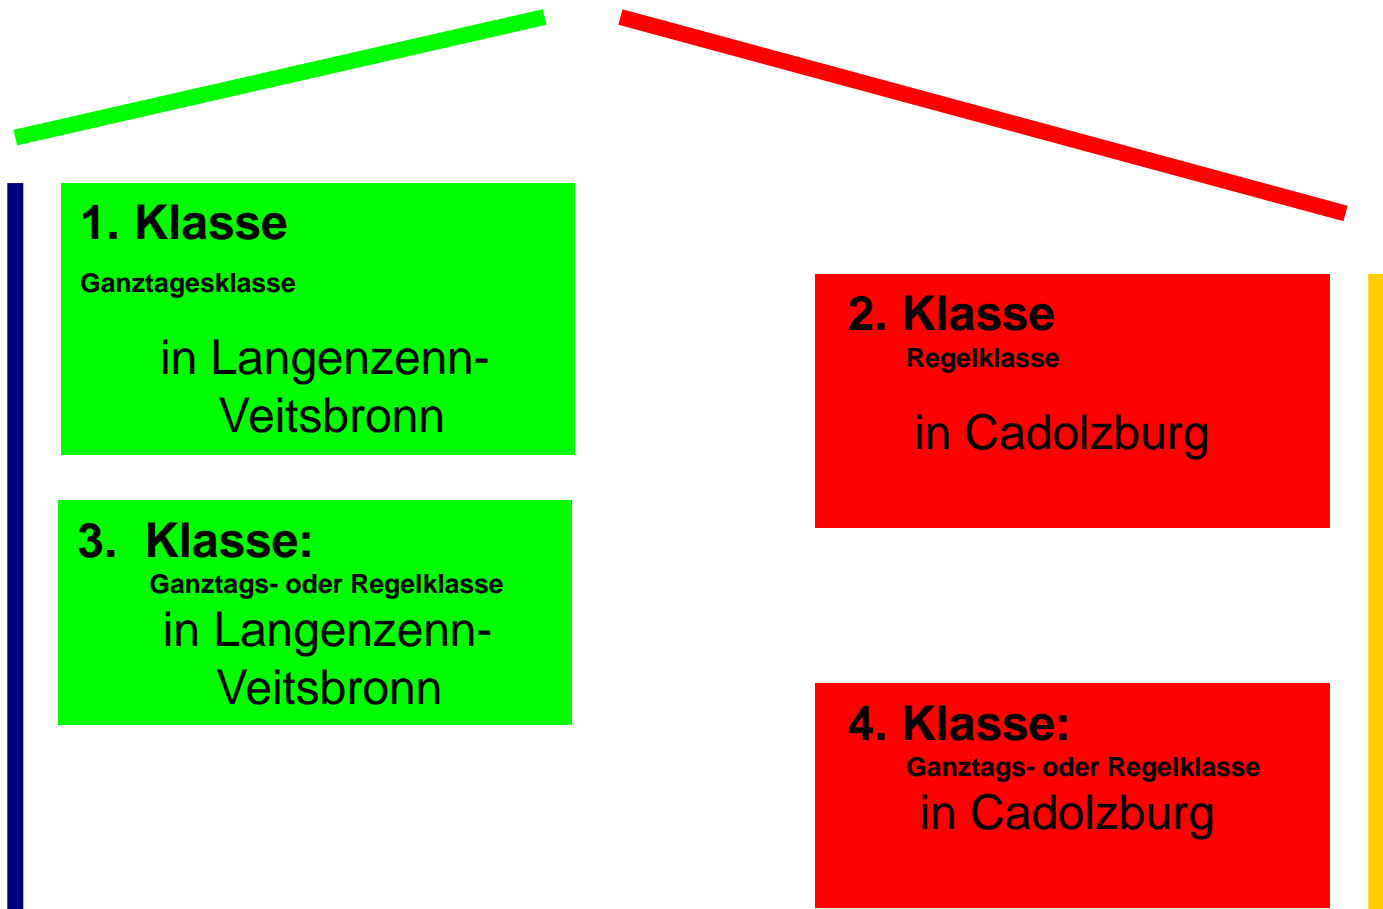 1. Klasse
Ganztagesklasse
in Langenzenn-
Veitsbronn
2. Klasse
Regelklasse
in Cadolzburg
3. Klasse:
Ganztags- oder Regelklasse
in Langenzenn-
Veitsbronn
4. Klasse:
Ganztags- oder Regelklasse
in Cadolzburg